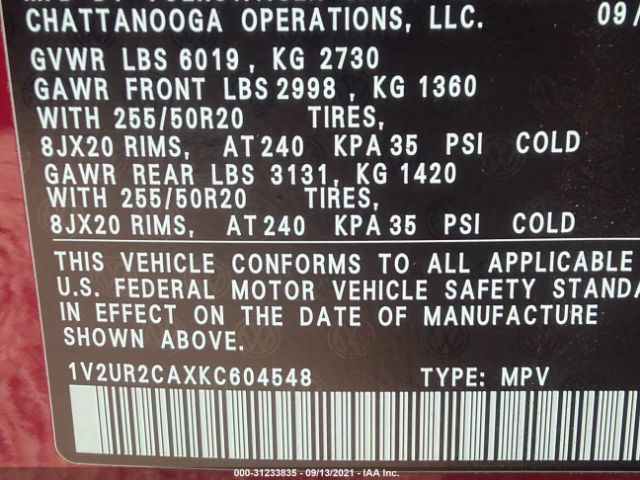 CHATTANOOGA OPERATIONS, LLC. 09/
GVWR LBS 6019, KG 2730
GAWR FRONT LBS 2998, KG 1360
WITH 255/50R20 TIRES,
8JX20 RIMS, AT 240 KPA 35 PSI COLD
GAWR REAR LBS 3131, KG 1420
WITH 255/50R20 TIRES,
8JX20 RIMS, AT 240 KPA 35 PSI COLD
THIS VEHICLE CONFORMS TO ALL APPLICABLE
U.S. FEDERAL MOTOR VEHICLE SAFETY STANDA
IN EFFECT ON THE DATE OF MANUFACTURE
SHOWN ABOVE.
1V2UR2CAXKC604548 TYPE: MPV
000-31233835 - 09/13/2021 - IAA Inc.